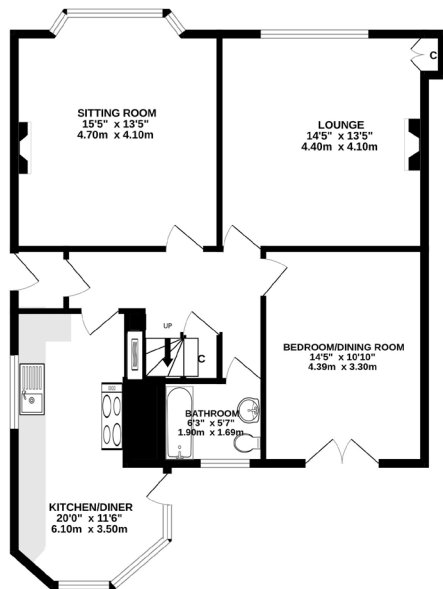 SITTING ROOM
15'5" x 13'5"
4.70m x 4.10m
LOUNGE
14'5" x 13'5"
4.40m x 4.10m
C
UP
C
BEDROOM/DINING ROOM
14'5" x 10'10"
4.39m x 3.30m
BATHROOM
6'3" x 5'7"
1.90m x 1.69m
KITCHEN/DINER
20'0" x 11'6"
6.10m x 3.50m